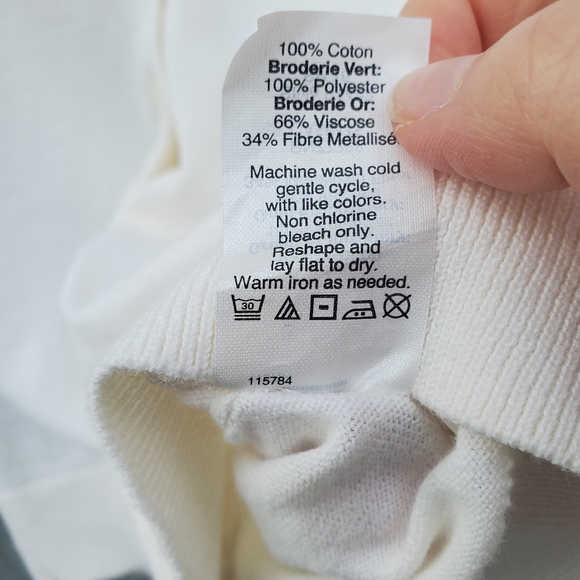 100% Coton
Broderie Vert:
100% Polyester
Broderie Or:
66% Viscose
34% Fibre Metallisé
Machine wash cold
gentle cycle,
with like colors.
Non chlorine
bleach only.
Reshape and
lay flat to dry.
Warm iron as needed.
30
115784